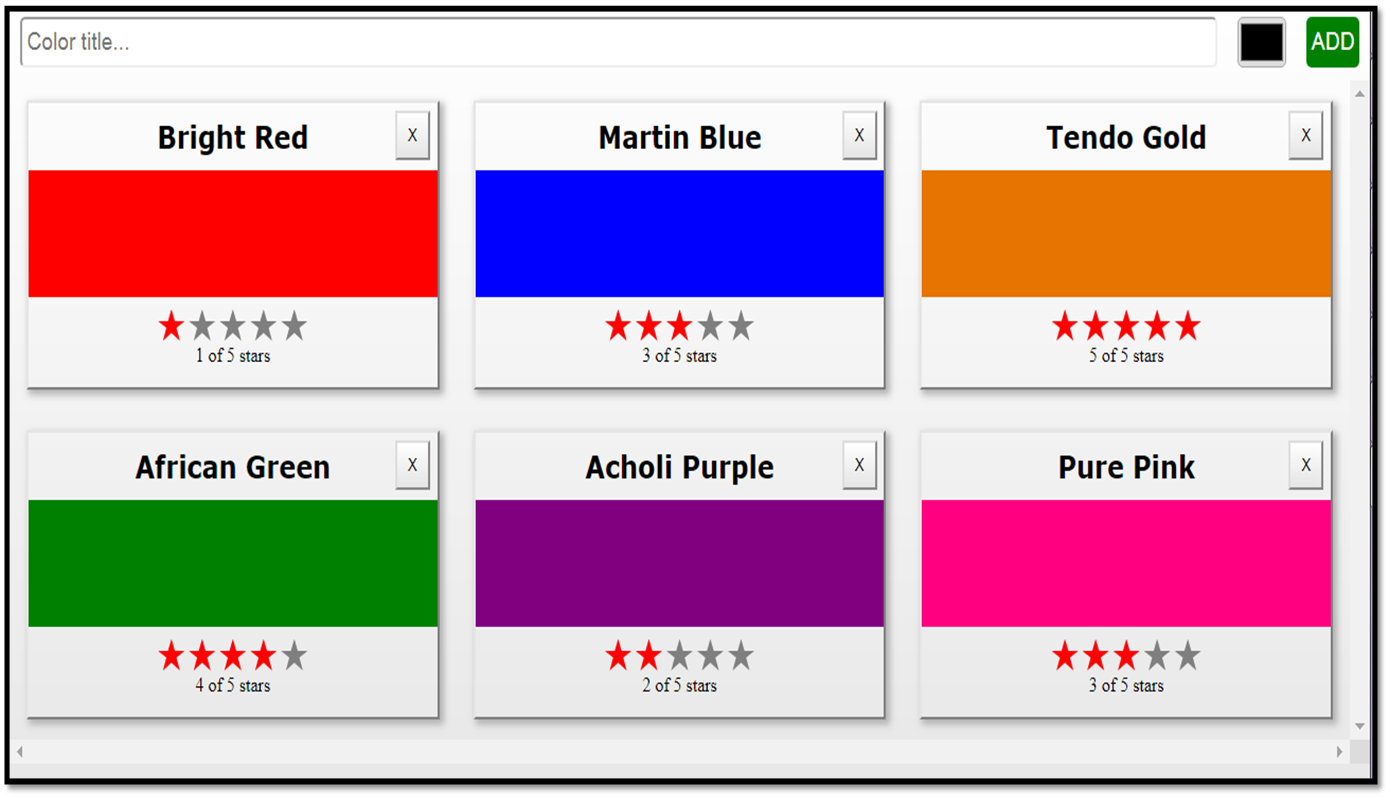 Color title... ADD
Bright Red X Martin Blue X Tendo Gold X
1 of 5 stars 3 of 5 stars 5 of 5 stars
African Green X Acholi Purple X Pure Pink X
4 of 5 stars 2 of 5 stars 3 of 5 stars